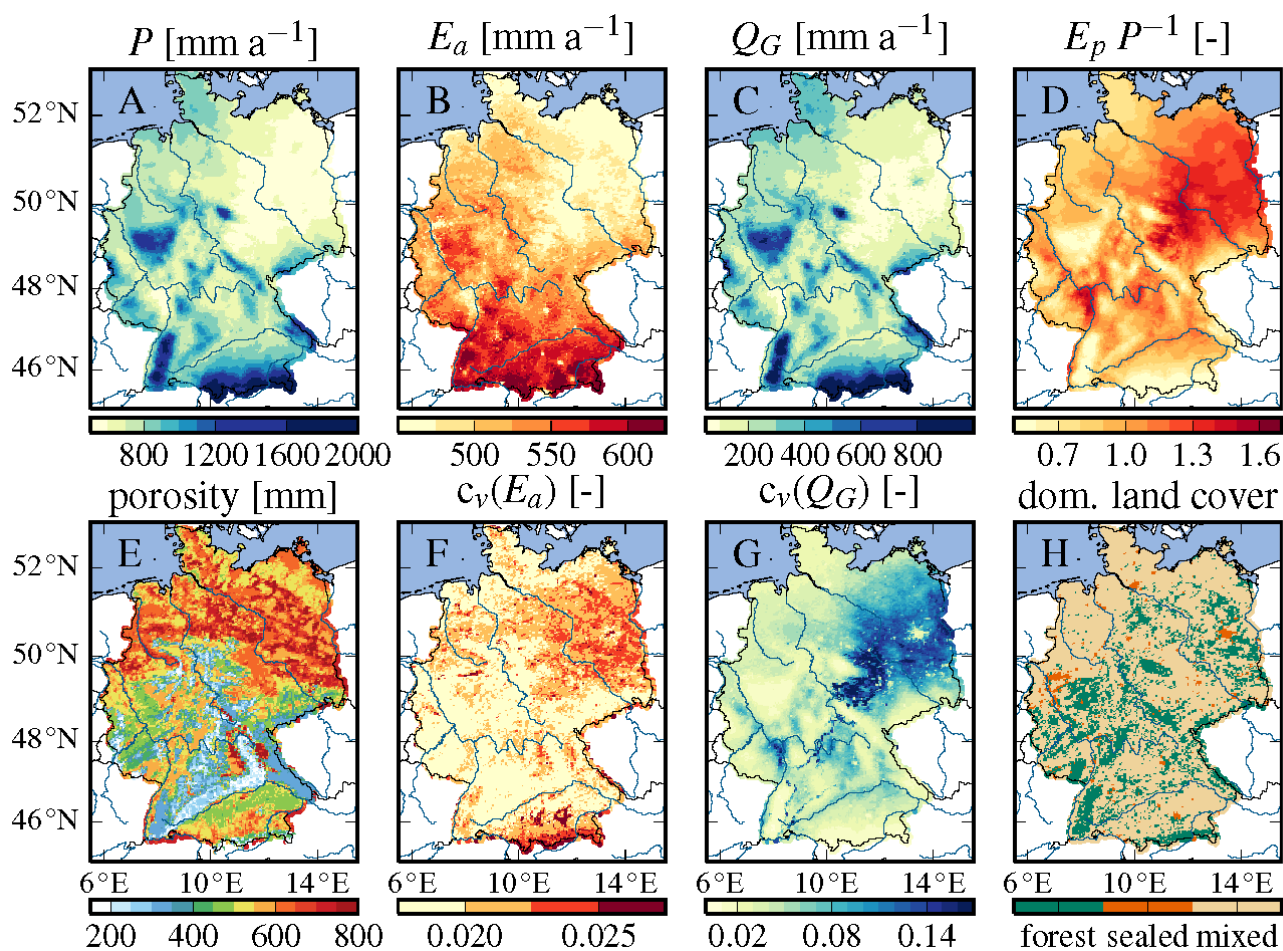 P [mm a⁻¹] E_a [mm a⁻¹] Q_G [mm a⁻¹] E_p P⁻¹ [-]
A B C D
52°N
50°N
48°N
46°N
800 1200 1600 2000 500 550 600 200 400 600 800 0.7 1.0 1.3 1.6
porosity [mm] c_v(E_a) [-] c_v(Q_G) [-] dom. land cover
E F G H
52°N
50°N
48°N
46°N
6°E 10°E 14°E 6°E 10°E 14°E 6°E 10°E 14°E 6°E 10°E 14°E
200 400 600 800 0.020 0.025 0.02 0.08 0.14 forest sealed mixed